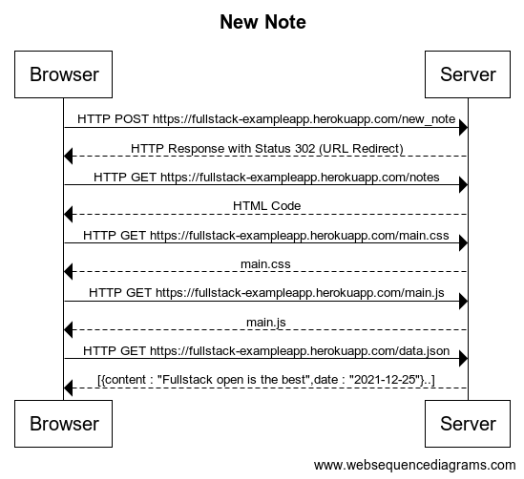 New Note
Browser
Server
HTTP POST https://fullstack-exampleapp.herokuapp.com/new_note
HTTP Response with Status 302 (URL Redirect)
HTTP GET https://fullstack-exampleapp.herokuapp.com/notes
HTML Code
HTTP GET https://fullstack-exampleapp.herokuapp.com/main.css
main.css
HTTP GET https://fullstack-exampleapp.herokuapp.com/main.js
main.js
HTTP GET https://fullstack-exampleapp.herokuapp.com/data.json
[{content : "Fullstack open is the best",date : "2021-12-25"}..]
Browser
Server
www.websequencediagrams.com